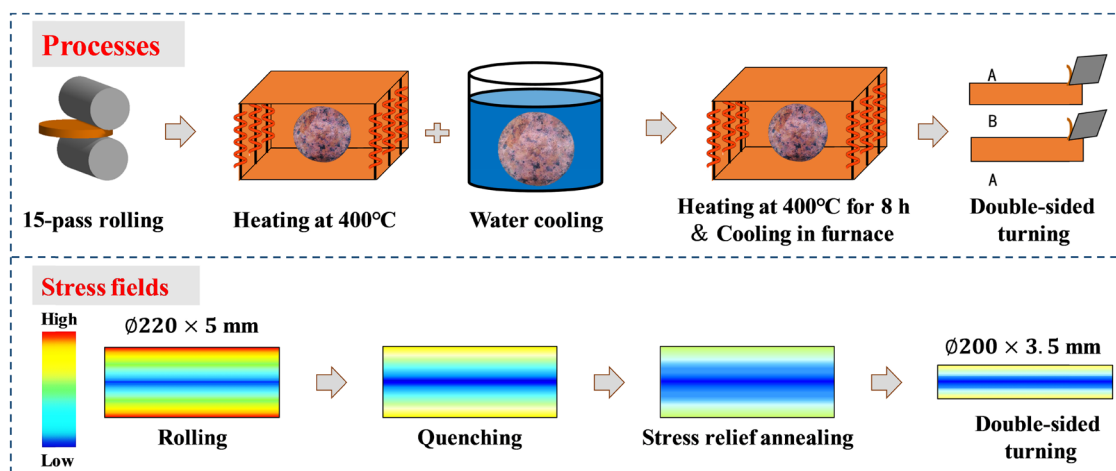 Processes
A
B
A
15-pass rolling
Heating at 400℃
Water cooling
Heating at 400℃ for 8 h
& Cooling in furnace
Double-sided
turning
Stress fields
High
Low
∅220 × 5 mm
∅200 × 3.5 mm
Rolling
Quenching
Stress relief annealing
Double-sided
turning